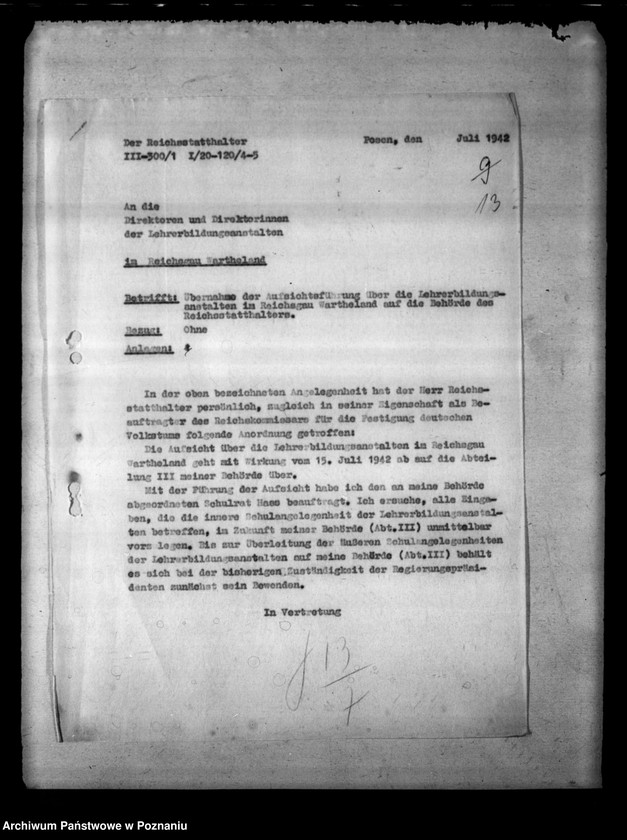 Der Reichsstatthalter Posen, den Juli 1942
III-300/1 I/20-120/4-5
9
13
An die
Direktoren und Direktorinnen
der Lehrerbildungsanstalten
im Reichsgau Wartheland
Betrifft: Übernahme der Aufsichtsführung über die Lehrerbildungs-
anstalten im Reichsgau Wartheland auf die Behörde des
Reichsstatthalters.
Bezug: Ohne
Anlagen:
In der oben bezeichneten Angelegenheit hat der Herr Reichs-
statthalter persönlich, zugleich in seiner Eigenschaft als Be-
auftragter des Reichskommissars für die Festigung deutschen
Volkstums folgende Anordnung getroffen:
Die Aufsicht über die Lehrerbildungsanstalten im Reichsgau
Wartheland geht mit Wirkung vom 15. Juli 1942 ab auf die Abtei-
lung III meiner Behörde über.
Mit der Führung der Aufsicht habe ich den an meine Behörde
abgeordneten Schulrat Haas beauftragt. Ich ersuche, alle Einga-
ben, die die innere Schulangelegenheit der Lehrerbildungsanstal-
ten betreffen, in Zukunft meiner Behörde (Abt.III) unmittelbar
vorz legen. Bis zur Überleitung der äußeren Schulangelegenheiten
der Lehrerbildungsanstalten auf meine Behörde (Abt.III) behält
es sich bei der bisherigen Zuständigkeit der Regierungspräsi-
denten zunächst sein Bewenden.
In Vertretung
13
7
Archiwum Państwowe w Poznaniu